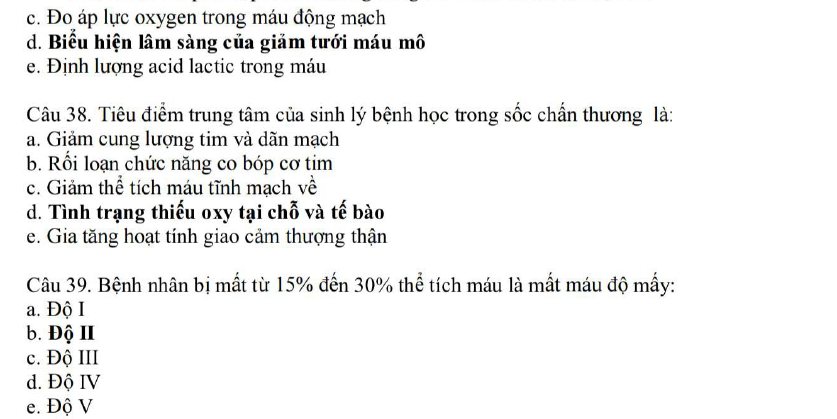 c. Đo áp lực oxygen trong máu động mạch
d. Biểu hiện lâm sàng của giảm tưới máu mô
e. Định lượng acid lactic trong máu
Câu 38. Tiêu điểm trung tâm của sinh lý bệnh học trong sốc chấn thương là:
a. Giảm cung lượng tim và dãn mạch
b. Rối loạn chức năng co bóp cơ tim
c. Giảm thể tích máu tĩnh mạch về
d. Tình trạng thiếu oxy tại chỗ và tế bào
e. Gia tăng hoạt tính giao cảm thượng thận
Câu 39. Bệnh nhân bị mất từ 15% đến 30% thể tích máu là mất máu độ mấy:
a. Độ I
b. Độ II
c. Độ III
d. Độ IV
e. Độ V